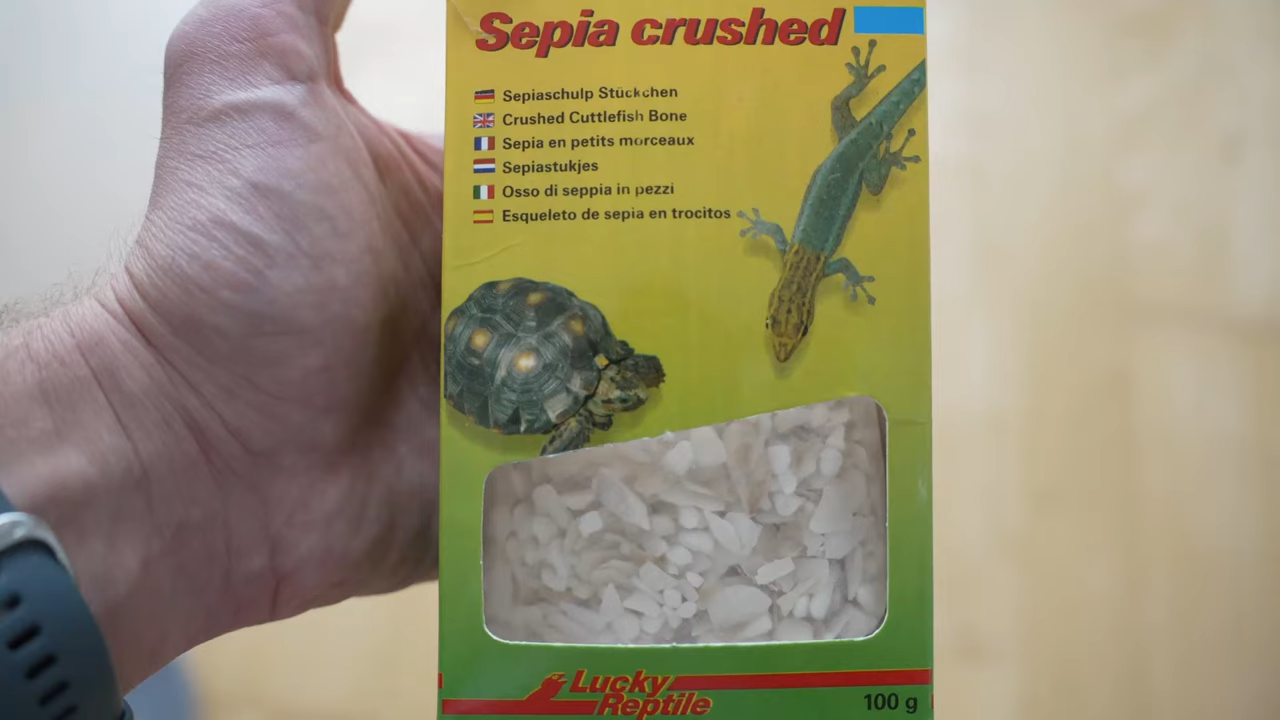 Sepia crushed
Sepiaschulp Stückchen
Crushed Cuttlefish Bone
Sepia en petits morceaux
Sepiastukjes
Osso di seppia in pezzi
Esqueleto de sepia en trocitos
Lucky
Reptile
100 g